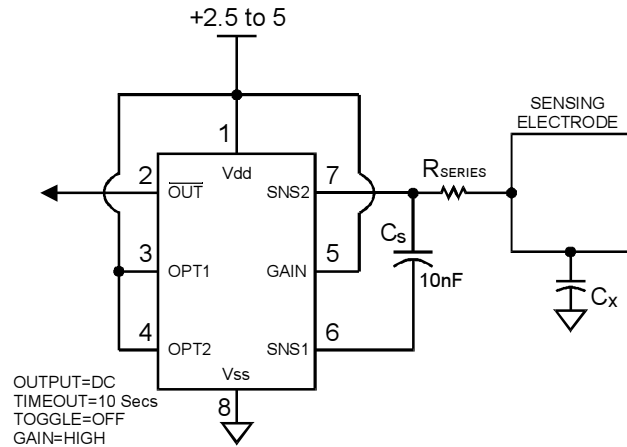 +2.5 to 5
SENSING
ELECTRODE
1
Vdd
2
OUT
7
SNS2
RSERIES
3
OPT1
5
GAIN
Cs
10nF
Cx
4
OPT2
6
SNS1
Vss
8
OUTPUT=DC
TIMEOUT=10 Secs
TOGGLE=OFF
GAIN=HIGH